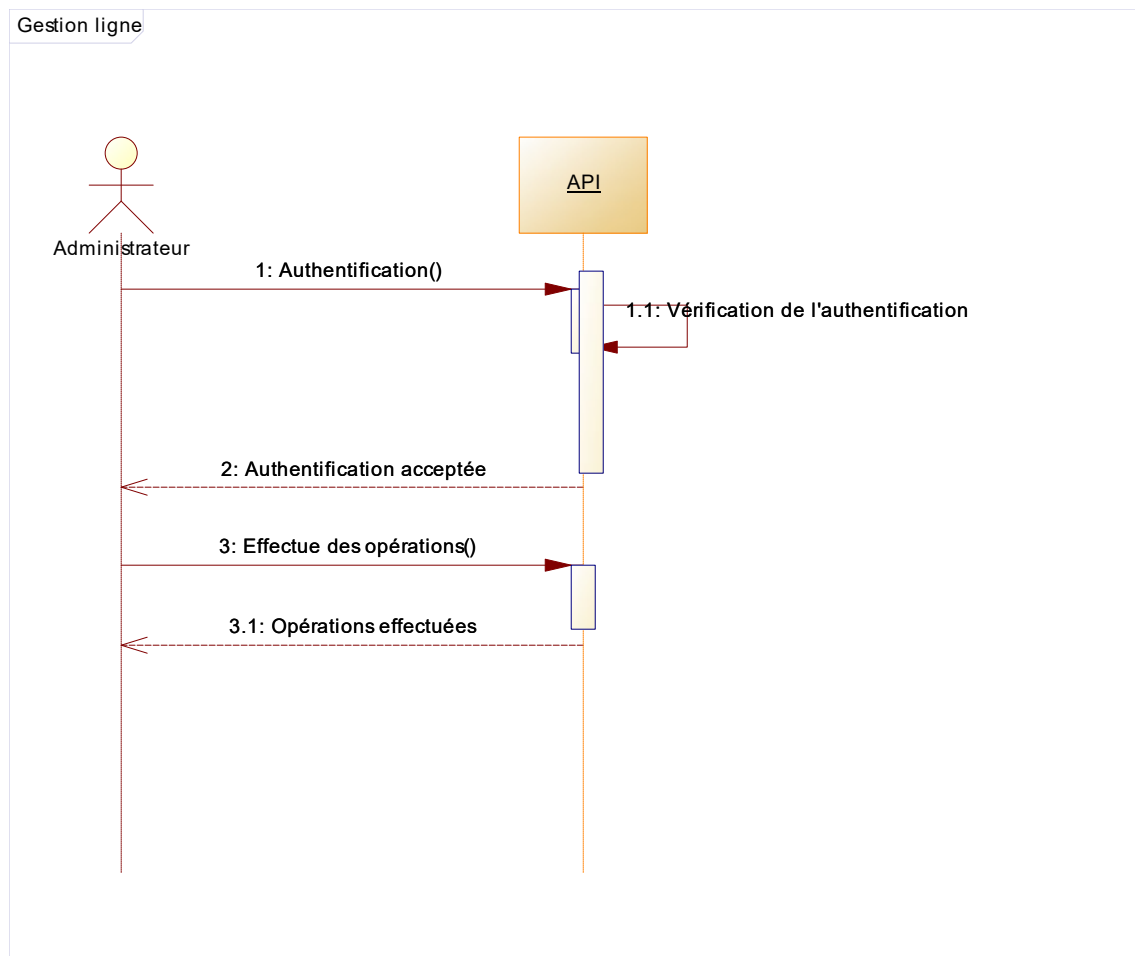 Gestion ligne
API
Administrateur
1: Authentification()
1.1: Vérification de l'authentification
2: Authentification acceptée
3: Effectue des opérations()
3.1: Opérations effectuées